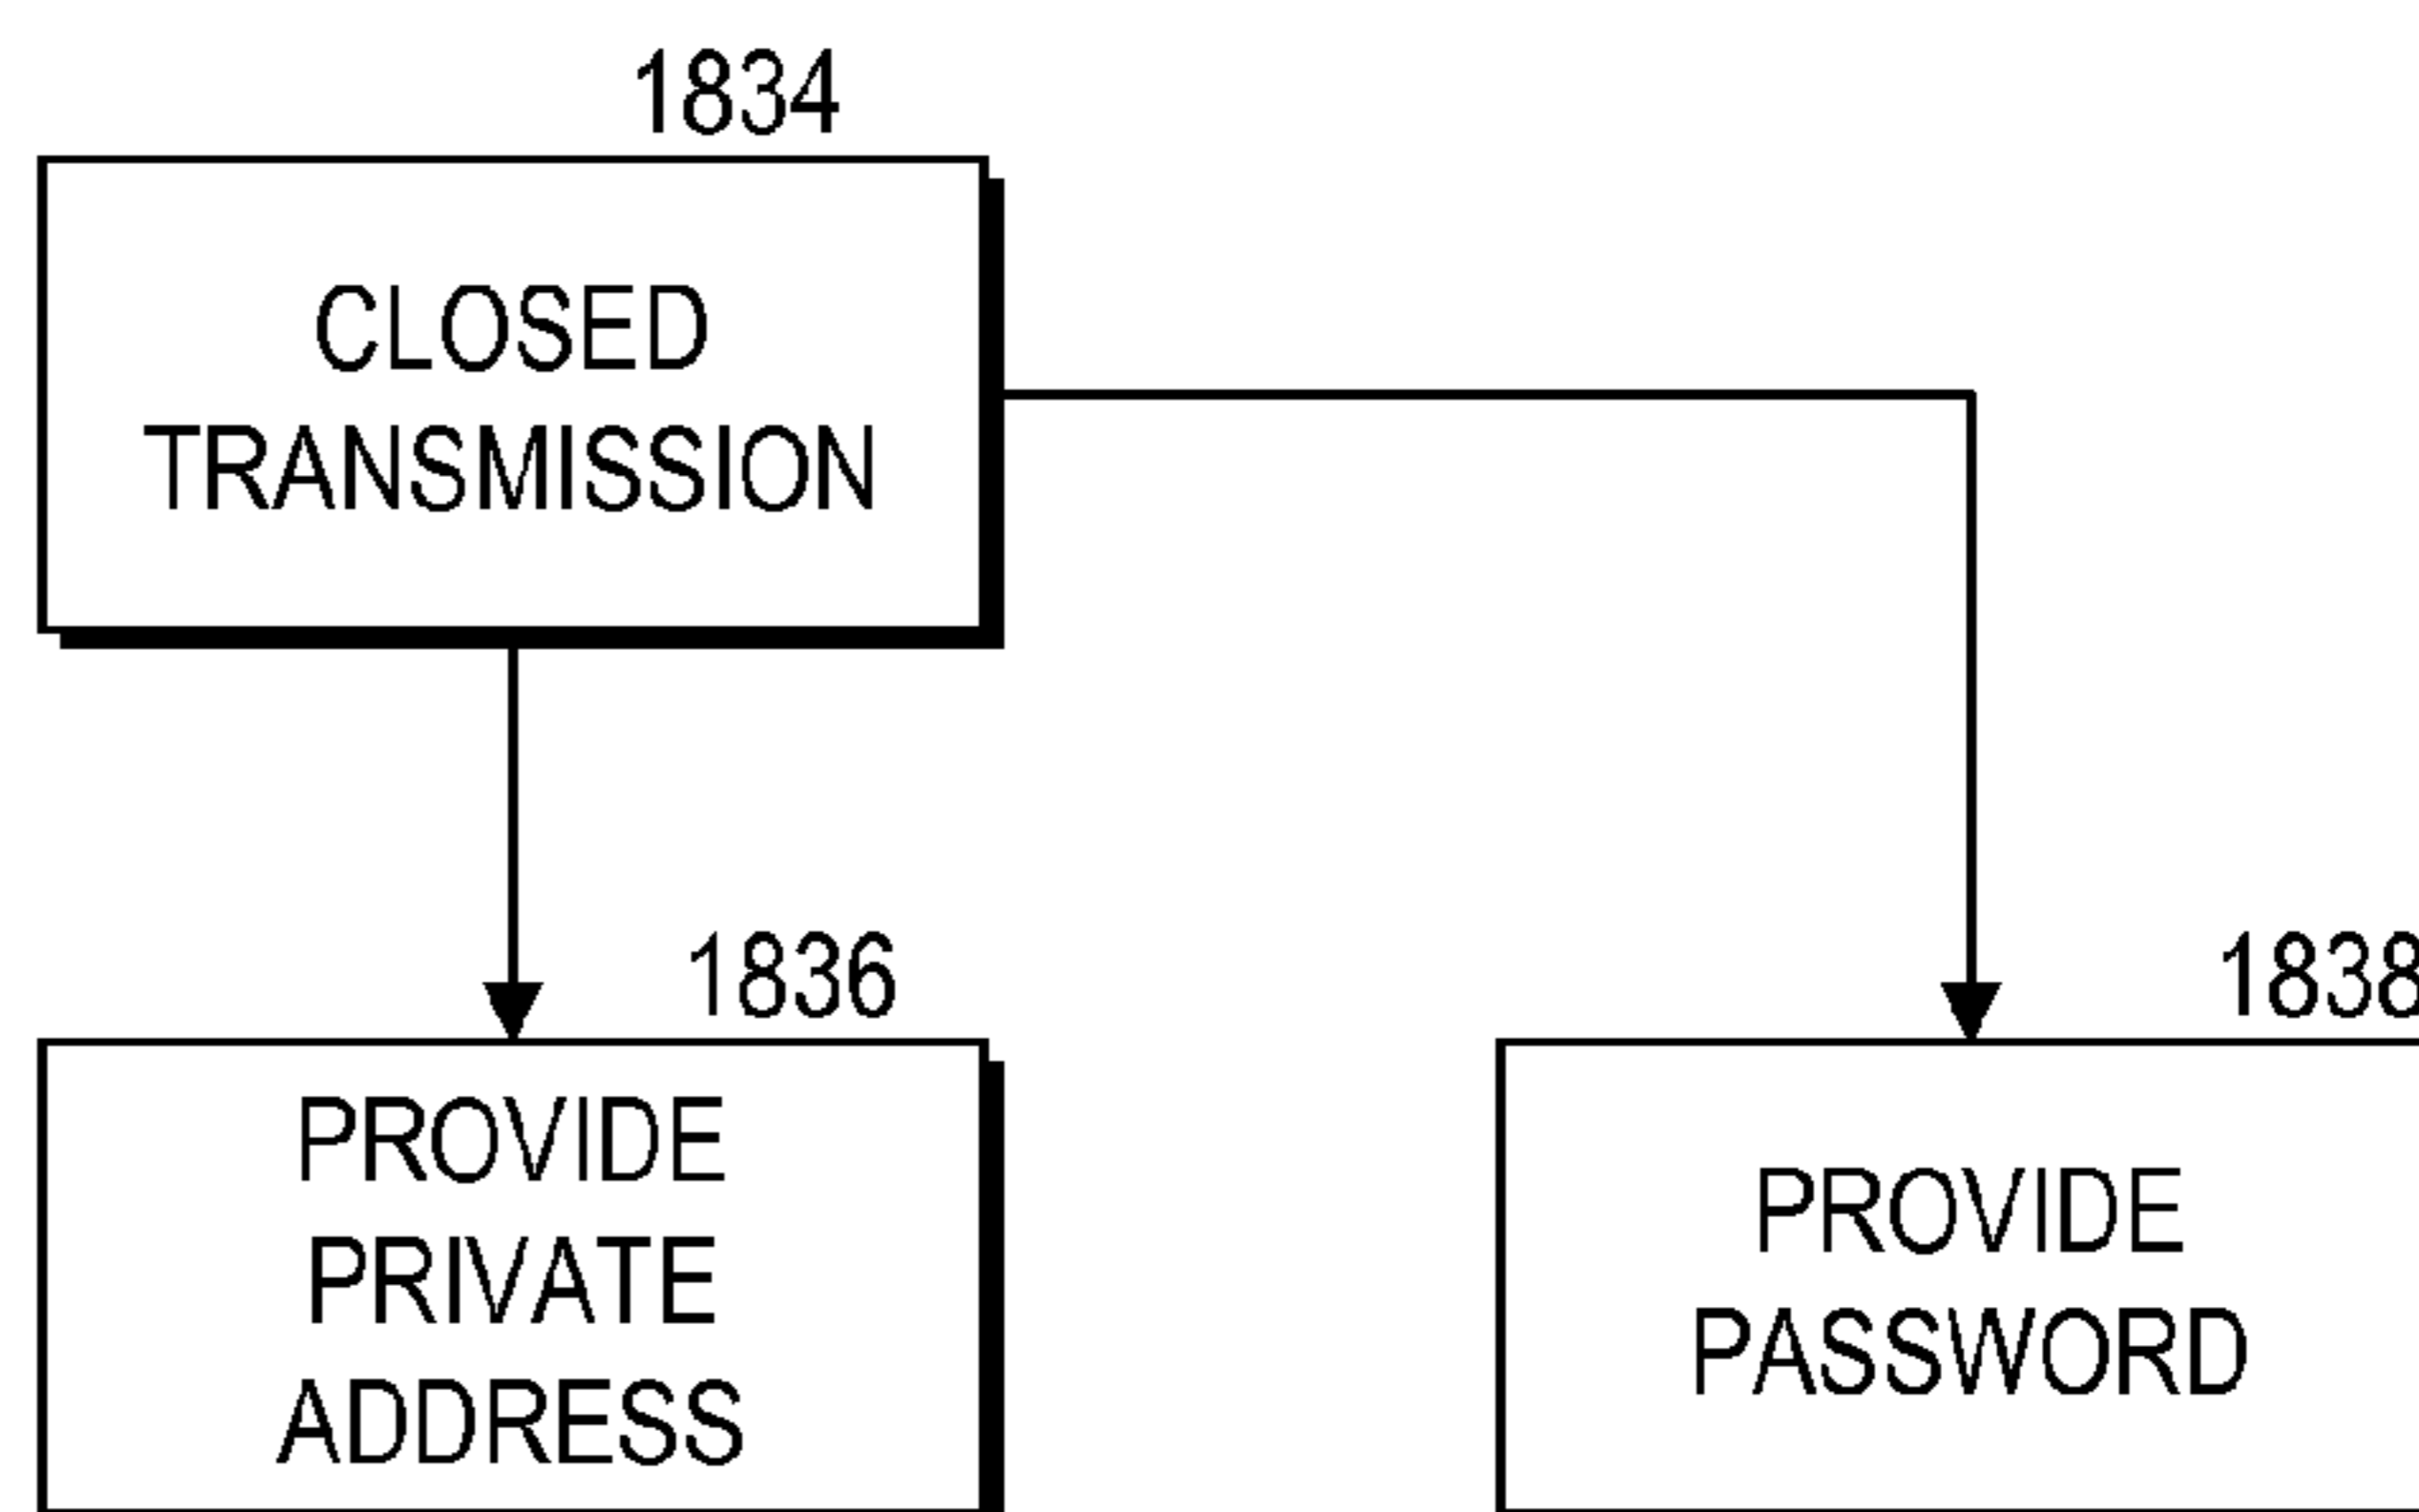 1834
CLOSED
TRANSMISSION
1836
1838
PROVIDE
PRIVATE
ADDRESS
PROVIDE
PASSWORD